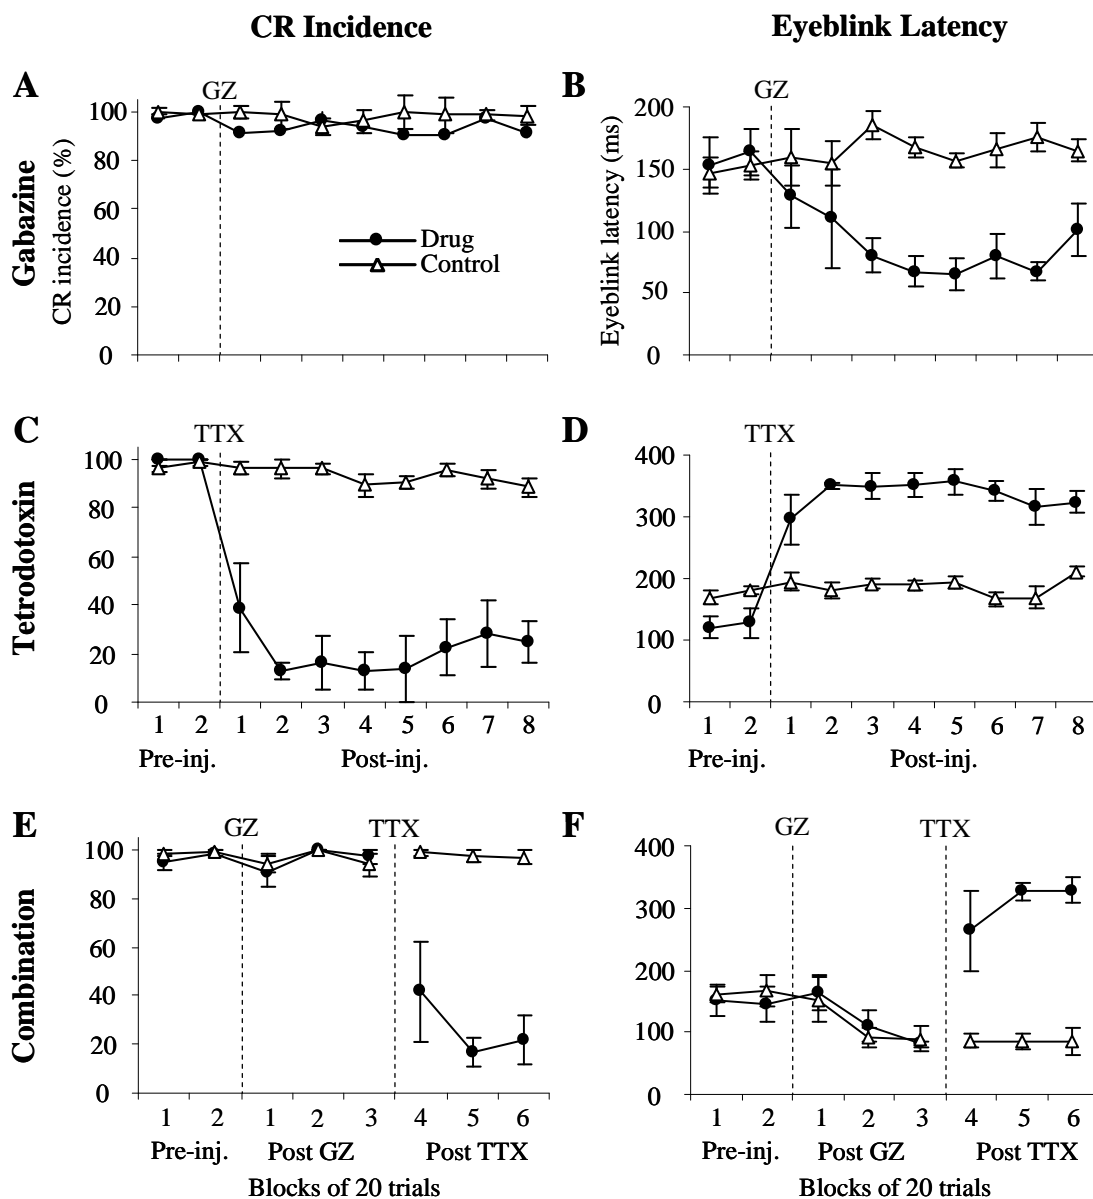 CR Incidence
Eyeblink Latency
A
GZ
Gabazine
CR incidence (%)
100
80
60
40
20
0
Drug
Control
B
GZ
Eyeblink latency (ms)
200
150
100
50
0
C
TTX
Tetrodotoxin
100
80
60
40
20
0
1 2 1 2 3 4 5 6 7 8
Pre-inj. Post-inj.
D
TTX
400
300
200
100
0
1 2 1 2 3 4 5 6 7 8
Pre-inj. Post-inj.
E
GZ TTX
Combination
100
80
60
40
20
0
1 2 1 2 3 4 5 6
Pre-inj. Post GZ Post TTX
Blocks of 20 trials
F
GZ TTX
400
300
200
100
0
1 2 1 2 3 4 5 6
Pre-inj. Post GZ Post TTX
Blocks of 20 trials